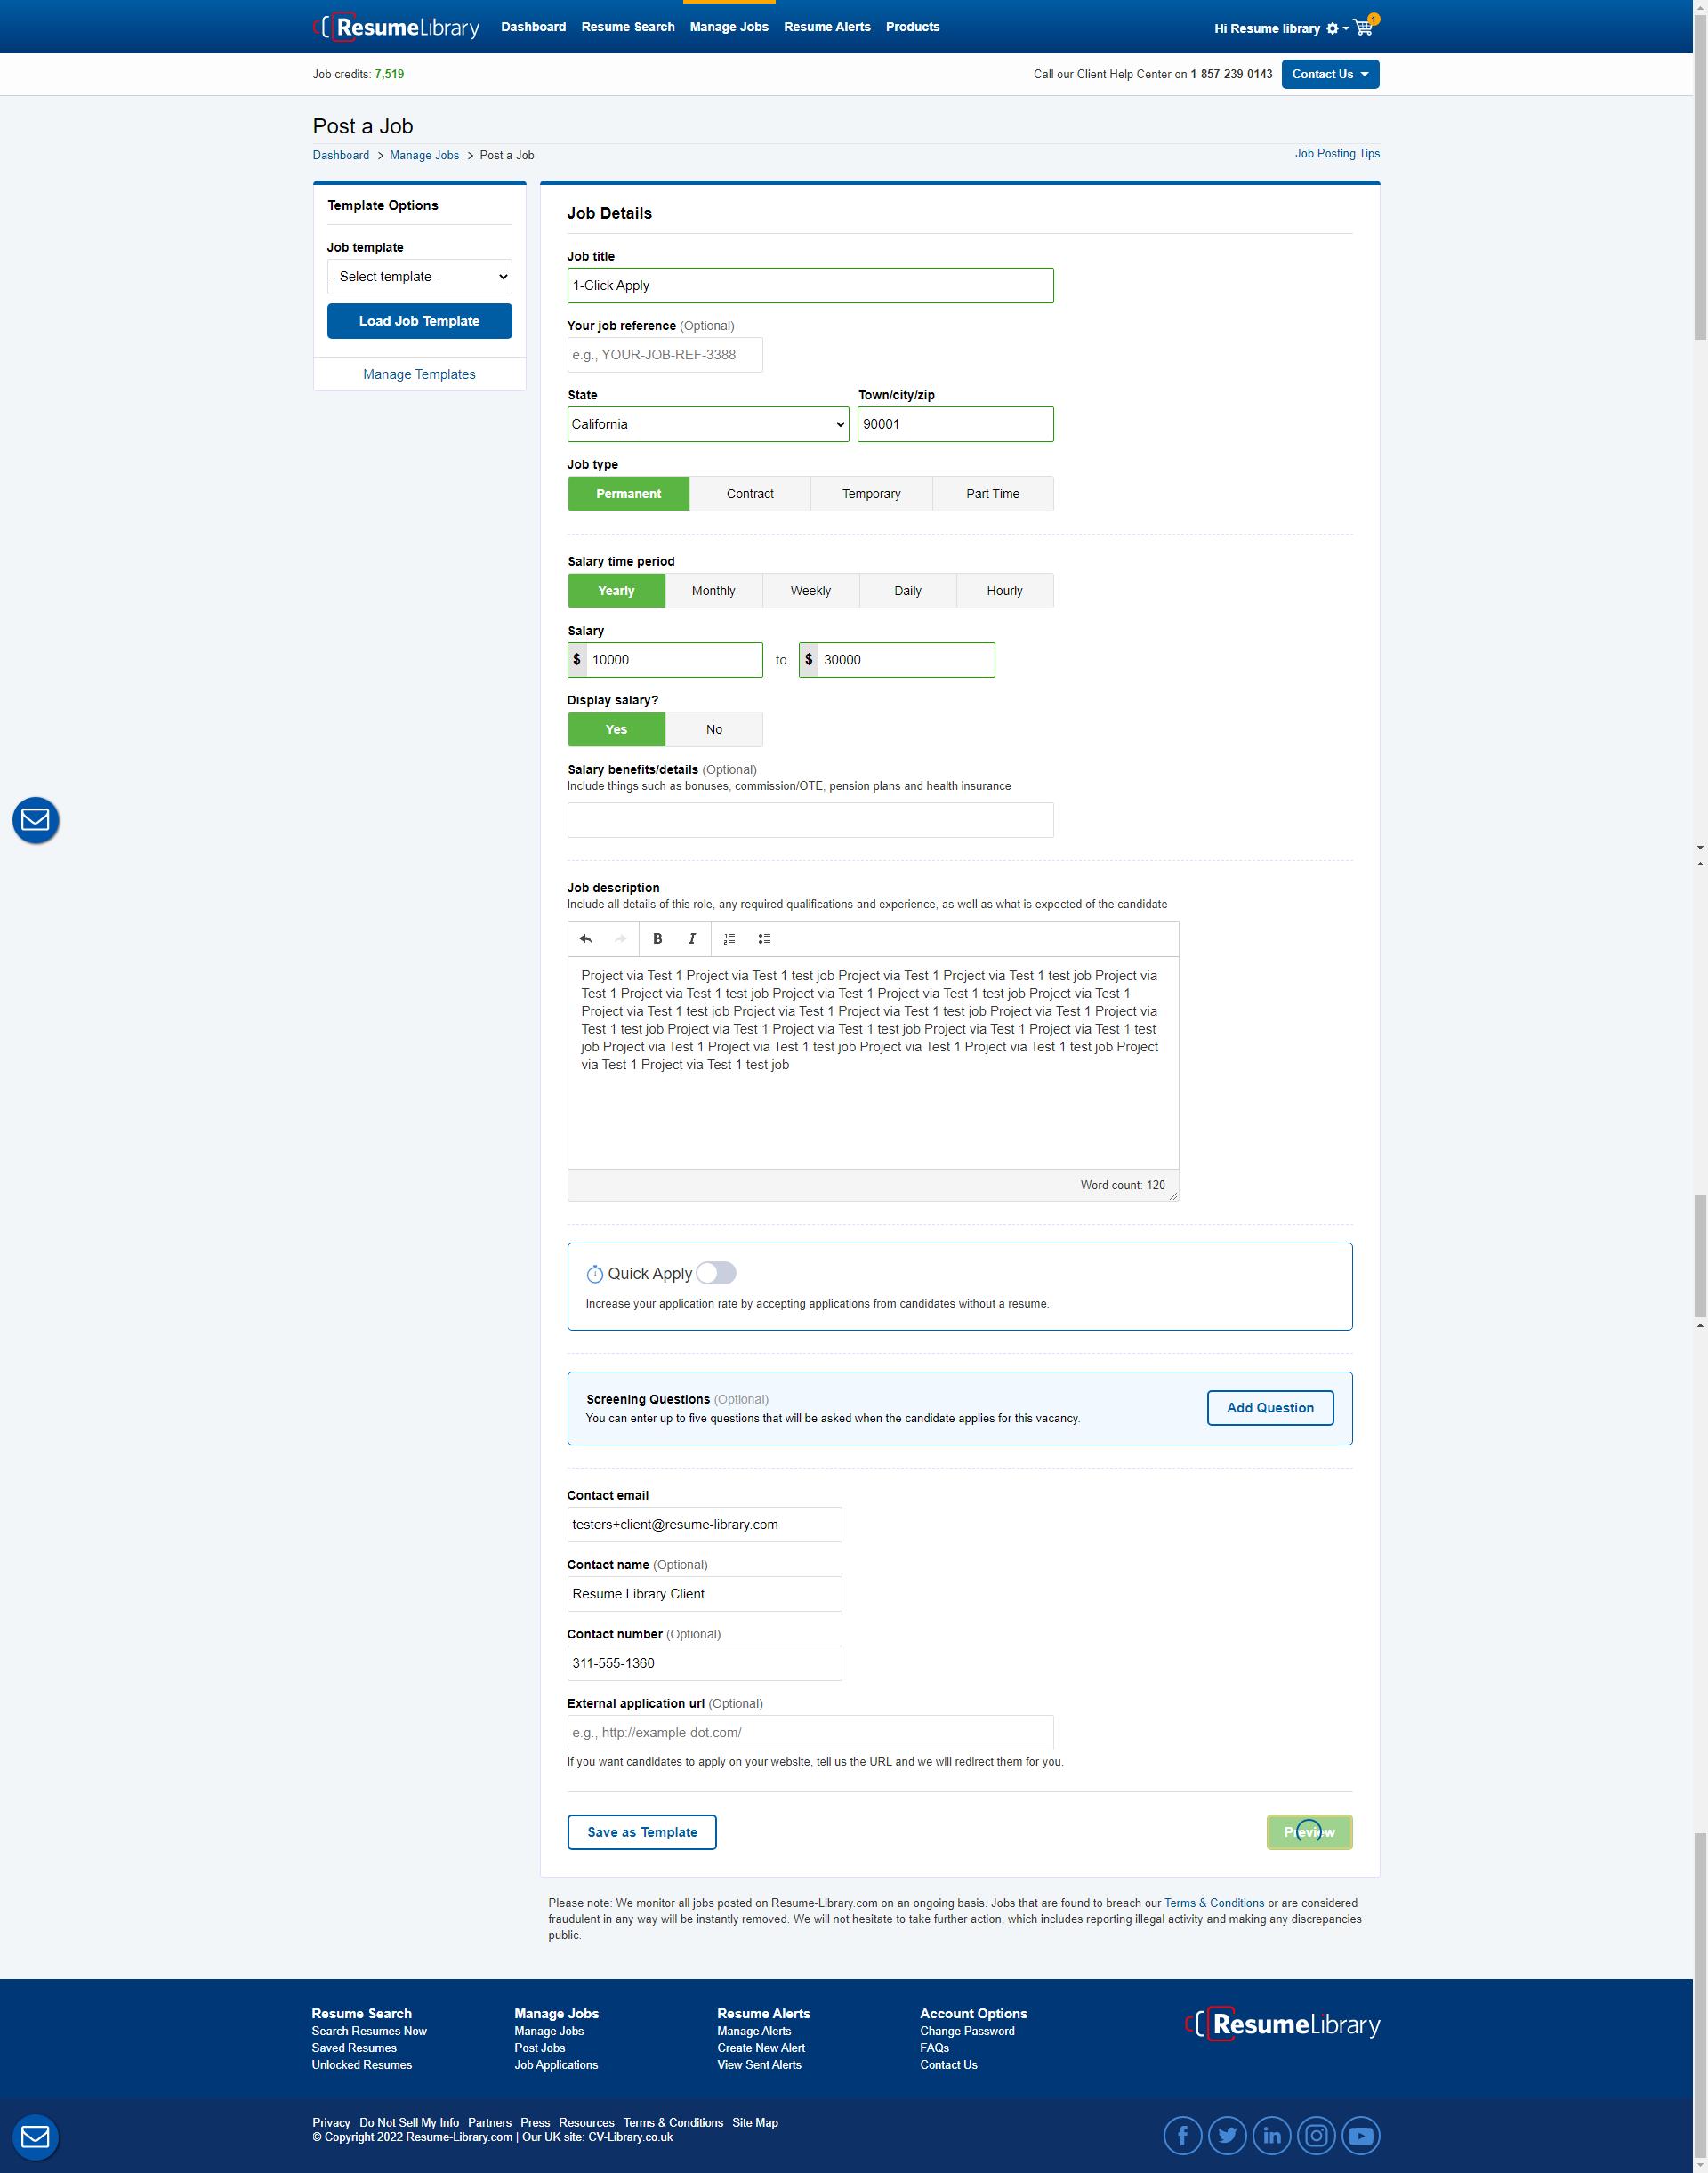 ResumeLibrary
Dashboard Resume Search Manage Jobs Resume Alerts Products
Hi Resume library
1
Job credits: 7,519
Call our Client Help Center on 1-857-239-0143
Contact Us
Post a Job
Dashboard > Manage Jobs > Post a Job
Job Posting Tips
Template Options
Job template
- Select template -
Load Job Template
Manage Templates
Job Details
Job title
1-Click Apply
Your job reference (Optional)
e.g., YOUR-JOB-REF-3388
State Town/city/zip
California 90001
Job type
Permanent Contract Temporary Part Time
Salary time period
Yearly Monthly Weekly Daily Hourly
Salary
$ 10000 to $ 30000
Display salary?
Yes No
Salary benefits/details (Optional)
Include things such as bonuses, commission/OTE, pension plans and health insurance
Job description
Include all details of this role, any required qualifications and experience, as well as what is expected of the candidate
B I
Project via Test 1 Project via Test 1 test job Project via Test 1 Project via Test 1 test job Project via
Test 1 Project via Test 1 test job Project via Test 1 Project via Test 1 test job Project via Test 1
Project via Test 1 test job Project via Test 1 Project via Test 1 test job Project via Test 1 Project via
Test 1 test job Project via Test 1 Project via Test 1 test job Project via Test 1 Project via Test 1 test
job Project via Test 1 Project via Test 1 test job Project via Test 1 Project via Test 1 test job Project
via Test 1 Project via Test 1 test job
Word count: 120
Quick Apply
Increase your application rate by accepting applications from candidates without a resume.
Screening Questions (Optional)
You can enter up to five questions that will be asked when the candidate applies for this vacancy.
Add Question
Contact email
testers+client@resume-library.com
Contact name (Optional)
Resume Library Client
Contact number (Optional)
311-555-1360
External application url (Optional)
e.g., http://example-dot.com/
If you want candidates to apply on your website, tell us the URL and we will redirect them for you.
Save as Template
Preview
Please note: We monitor all jobs posted on Resume-Library.com on an ongoing basis. Jobs that are found to breach our Terms & Conditions or are considered
fraudulent in any way will be instantly removed. We will not hesitate to take further action, which includes reporting illegal activity and making any discrepancies
public.
Resume Search Manage Jobs Resume Alerts Account Options
Search Resumes Now Manage Jobs Manage Alerts Change Password
Saved Resumes Post Jobs Create New Alert FAQs
Unlocked Resumes Job Applications View Sent Alerts Contact Us
ResumeLibrary
Privacy Do Not Sell My Info Partners Press Resources Terms & Conditions Site Map
© Copyright 2022 Resume-Library.com | Our UK site: CV-Library.co.uk